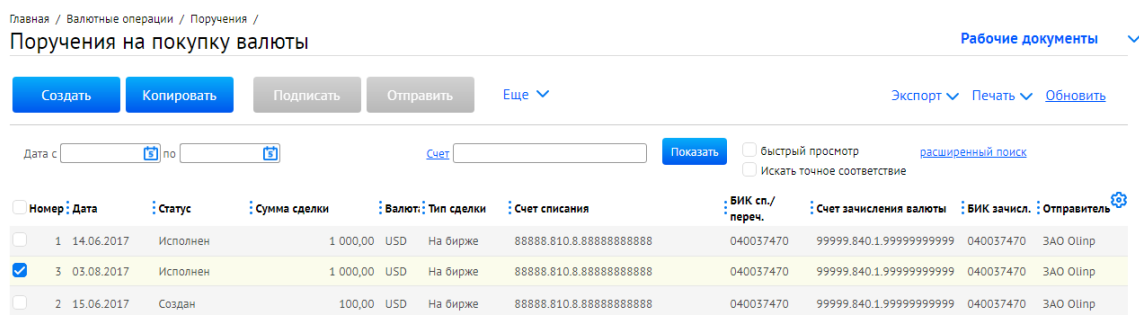 Главная / Валютные операции / Поручения /
Поручения на покупку валюты
Рабочие документы
Создать Копировать Подписать Отправить Еще Экспорт Печать Обновить
Дата с по Счет Показать быстрый просмотр расширенный поиск
Искать точное соответствие
Номер Дата Статус Сумма сделки Валют: Тип сделки Счет списания БИК сп./ переч. Счет зачисления валюты БИК зачисл. Отправитель
1 14.06.2017 Исполнен 1 000,00 USD На бирже 88888.810.8.88888888888 040037470 99999.840.1.99999999999 040037470 ЗАО Olinp
3 03.08.2017 Исполнен 1 000,00 USD На бирже 88888.810.8.88888888888 040037470 99999.840.1.99999999999 040037470 ЗАО Olinp
2 15.06.2017 Создан 100,00 USD На бирже 88888.810.8.88888888888 040037470 99999.840.1.99999999999 040037470 ЗАО Olinp